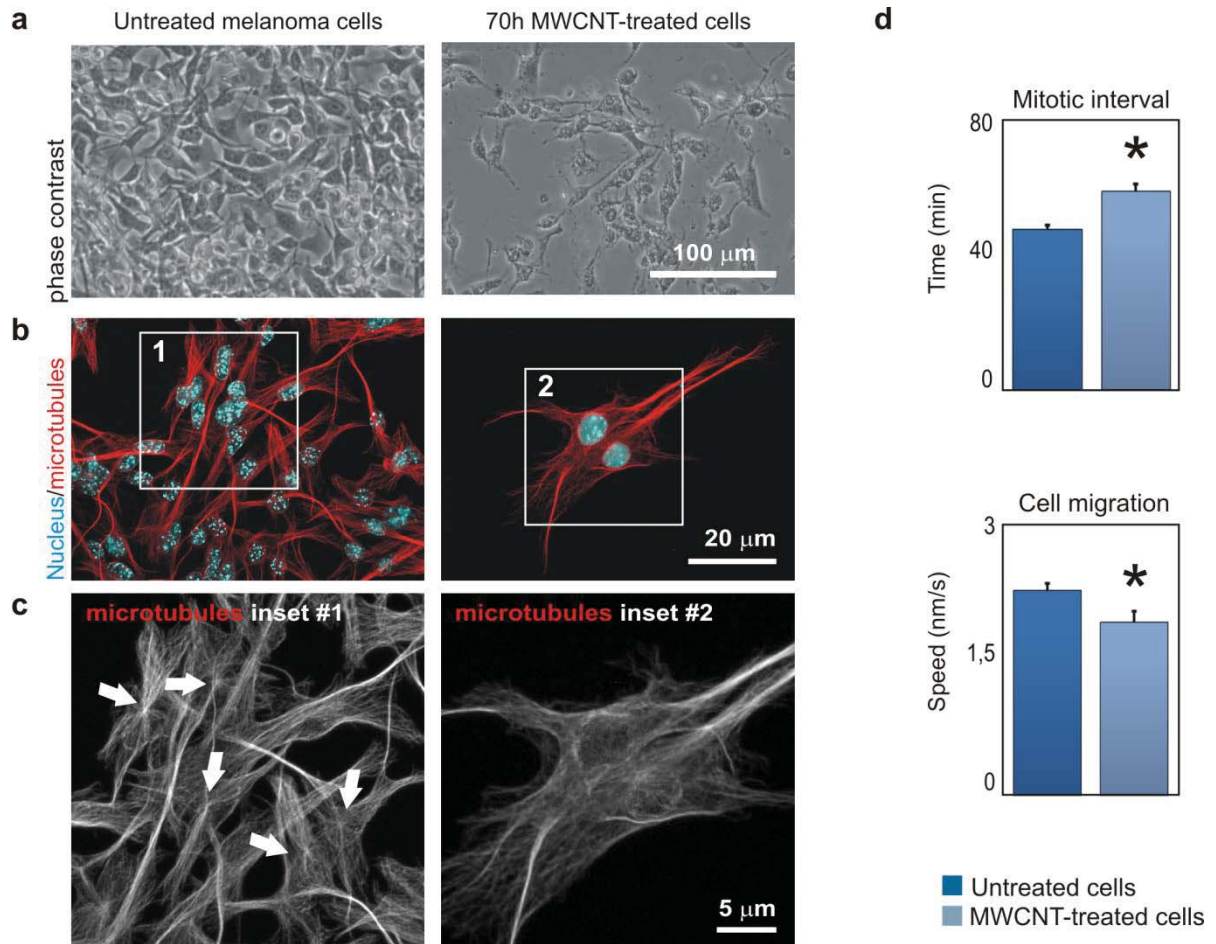 a
Untreated melanoma cells
70h MWCNT-treated cells
phase contrast
100 μm
b
Nucleus/microtubules
1
2
20 μm
c
microtubules inset #1
microtubules inset #2
5 μm
d
Mitotic interval
80
*
Time (min)
40
0
Cell migration
3
*
Speed (nm/s)
1,5
0
Untreated cells
MWCNT-treated cells